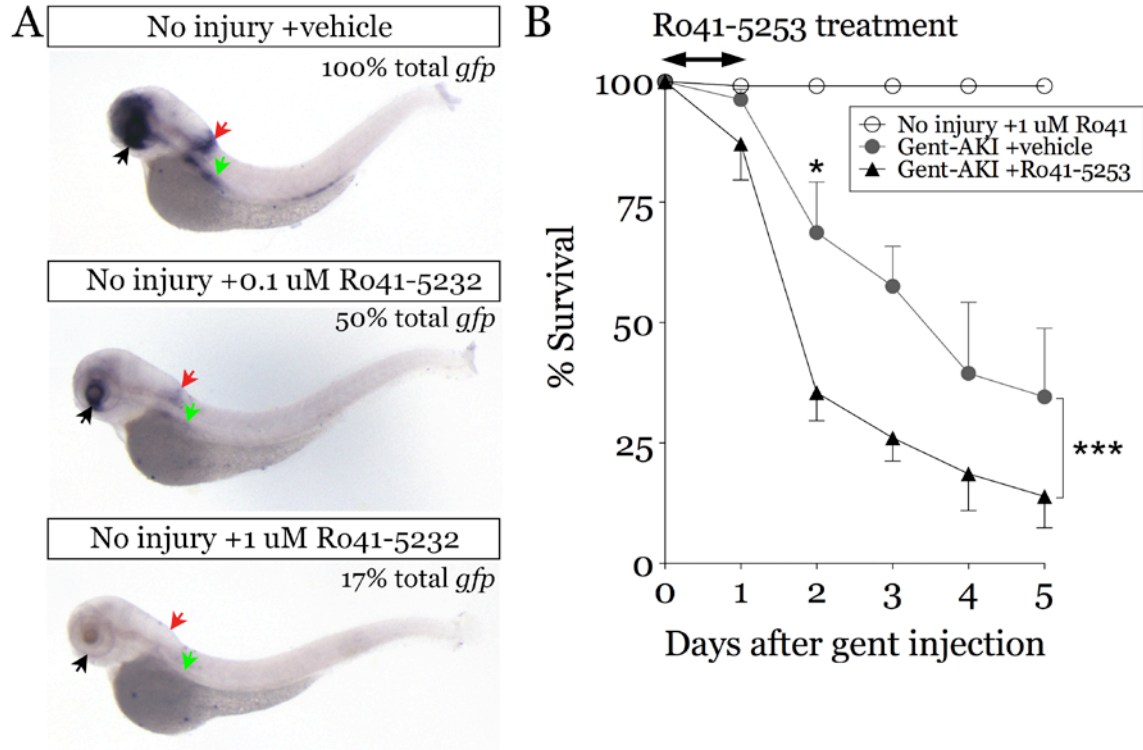 A
No injury +vehicle
100% total gfp
No injury +0.1 uM Ro41-5232
50% total gfp
No injury +1 uM Ro41-5232
17% total gfp
B
Ro41-5253 treatment
100
75
50
25
0
% Survival
No injury +1 uM Ro41
Gent-AKI +vehicle
Gent-AKI +Ro41-5253
*
***
0 1 2 3 4 5
Days after gent injection